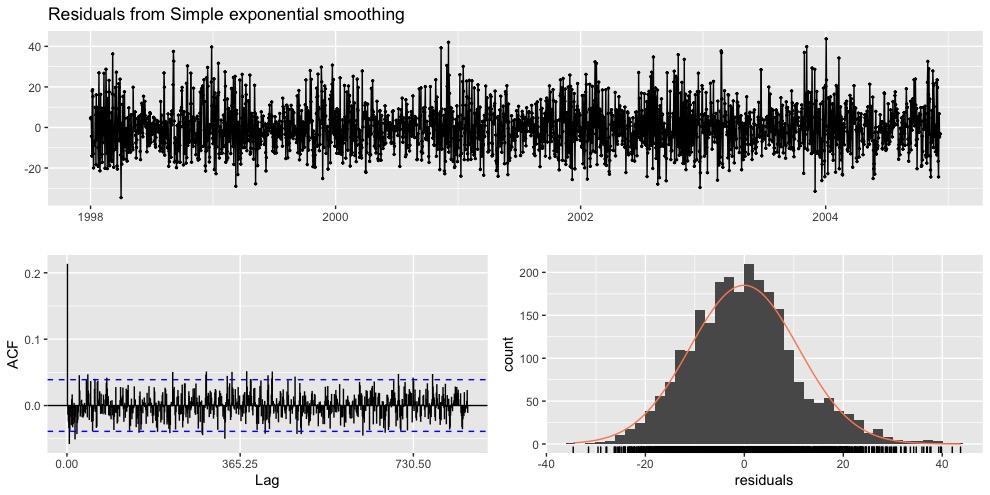 Residuals from Simple exponential smoothing
40
20
0
-20
1998 2000 2002 2004
0.2
0.1
0.0
ACF
0.00 365.25 730.50
Lag
200
150
100
50
0
count
-40 -20 0 20 40
residuals